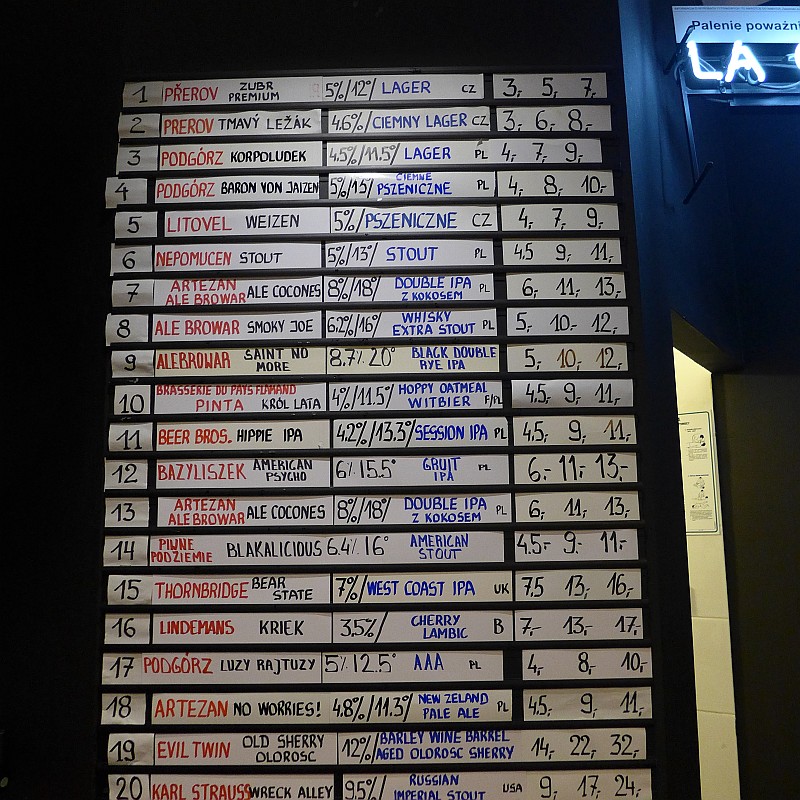 Palenie poważni
LA
1 PŘEROV ZUBR PREMIUM 5%/12° LAGER CZ 3,- 5,- 7,-
2 PREROV TMAVÝ LEŽÁK 4.6%/CIEMNY LAGER CZ 3,- 6,- 8,-
3 PODGÓRZ KORPOLUDEK 4.5%/11.5° LAGER PL 4,- 7,- 9,-
4 PODGÓRZ BARON VON JAIZEN 5%/15° CIEMNE PSZENICZNE PL 4,- 8,- 10,-
5 LITOVEL WEIZEN 5%/PSZENICZNE CZ 4,- 7,- 9,-
6 NEPOMUCEN STOUT 5%/13° STOUT PL 4,5 9,- 11,-
7 ARTEZAN ALE BROWAR ALE COCONES 8%/18° DOUBLE IPA Z KOKOSEM PL 6,- 11,- 13,-
8 ALE BROWAR SMOKY JOE 6,2%/16° WHISKY EXTRA STOUT PL 5,- 10,- 12,-
9 ALEBROWAR SAINT NO MORE 8.7% 20° BLACK DOUBLE RYE IPA 5,- 10,- 12,-
10 BRASSERIE DU PAYS FLAMAND PINTA KRÓL LATA 4%/11.5° HOPPY OATMEAL WITBIER F/PL 4,5,- 9,- 11,-
11 BEER BROS. HIPPIE IPA 4.2%/13.3° SESSION IPA PL 4,5,- 9,- 11,-
12 BAZYLISZEK AMERICAN PSYCHO 6% 15.5° GRUIT IPA PL 6,- 11,- 13,-
13 ARTEZAN ALEBROWAR ALE COCONES 8%/18° DOUBLE IPA Z KOKOSEM PL 6,- 11,- 13,-
14 PIWNE PODZIEMIE BLAKALICIOUS 6.4% 16° AMERICAN STOUT 4.5,- 9,- 11,-
15 THORNBRIDGE BEAR STATE 7%/WEST COAST IPA UK 7,5 13,- 16,-
16 LINDEMANS KRIEK 3,5%/ CHERRY LAMBIC B 7,- 13,- 17,-
17 PODGÓRZ LUZY RAJTUZY 5% 12.5° AAA PL 4,- 8,- 10,-
18 ARTEZAN NO WORRIES! 4.8%/11.3° NEW ZELAND PALE ALE PL 4,5,- 9,- 11,-
19 EVIL TWIN OLD SHERRY OLOROSC 12%/BARLEY WINE BARREL AGED OLOROSC SHERRY 14,- 22,- 32,-
20 KARL STRAUSS WRECK ALLEY 9.5%/ RUSSIAN IMPERIAL STOUT USA 9,- 17,- 24,-